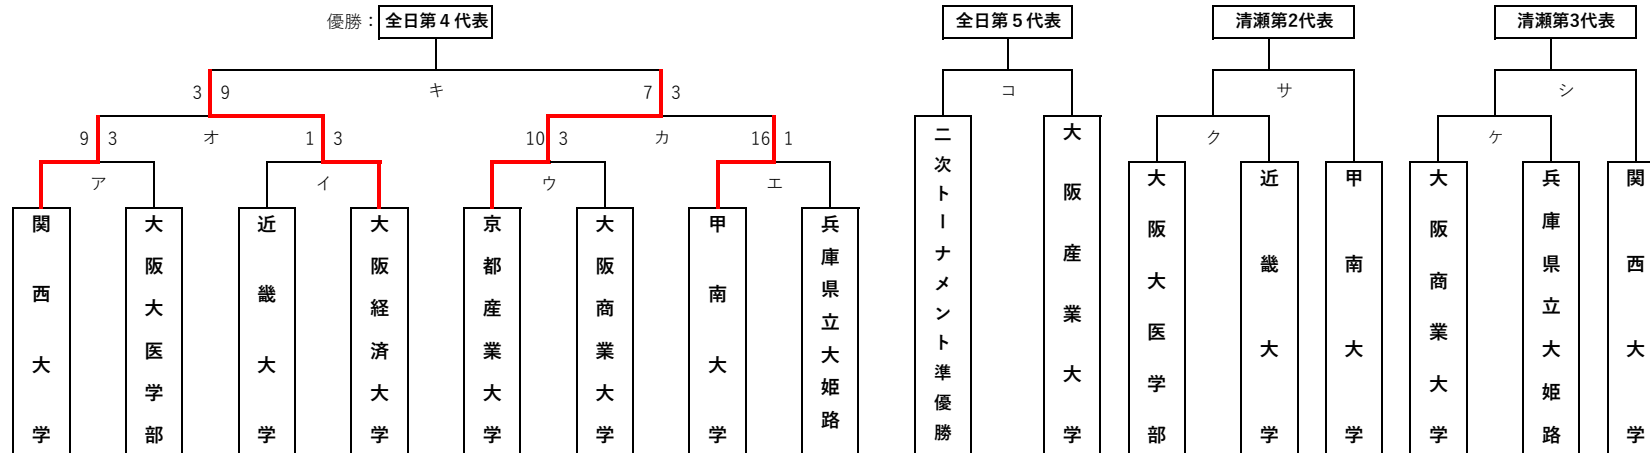 優勝：全日第４代表
全日第５代表
清瀬第2代表
清瀬第3代表
3 9
キ
7 3
コ
サ
シ
9 3
オ
1 3
10 3
カ
16 1
ク
ケ
ア
イ
ウ
エ
関西大学
大阪大医学部
近畿大学
大阪経済大学
京都産業大学
大阪商業大学
甲南大学
兵庫県立大姫路
二次トーナメント準優勝
大阪産業大学
大阪大医学部
近畿大学
甲南大学
大阪商業大学
兵庫県立大姫路
関西大学